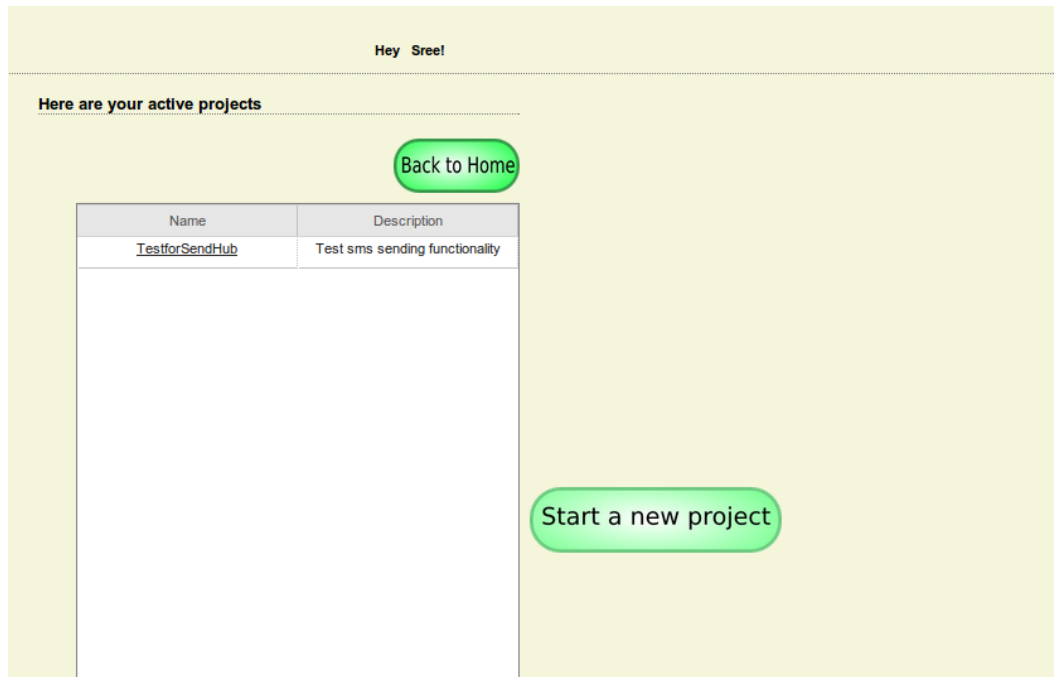 Hey Sree!
Here are your active projects
Back to Home
Name Description
TestforSendHub Test sms sending functionality
Start a new project